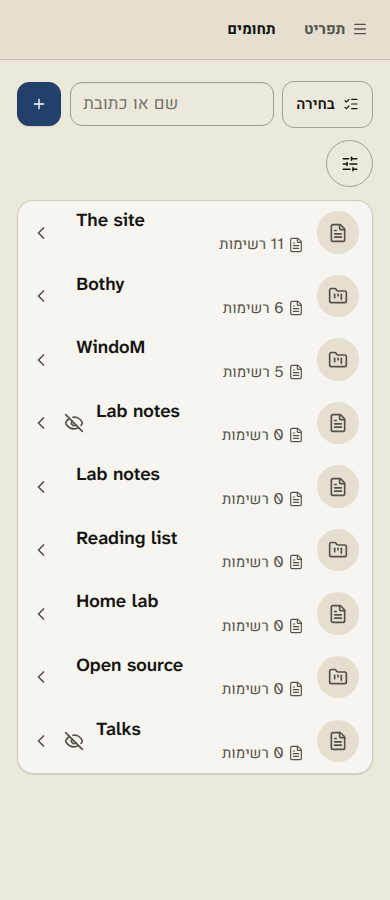 תפריט
תחומים
בחירה
שם או כתובת
The site
11 רשימות
Bothy
6 רשימות
WindoM
5 רשימות
Lab notes
0 רשימות
Lab notes
0 רשימות
Reading list
0 רשימות
Home lab
0 רשימות
Open source
0 רשימות
Talks
0 רשימות